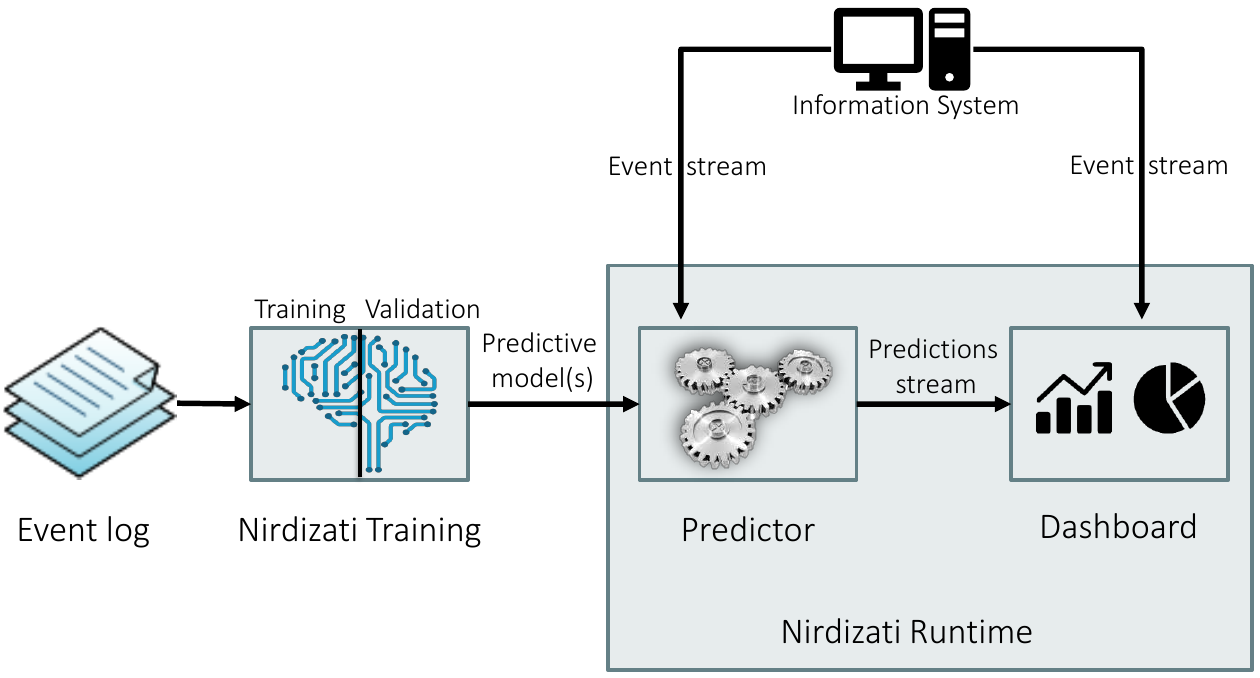 Information System
Event stream
Event stream
Training
Validation
Predictive
model(s)
Predictions
stream
Event log
Nirdizati Training
Predictor
Dashboard
Nirdizati Runtime